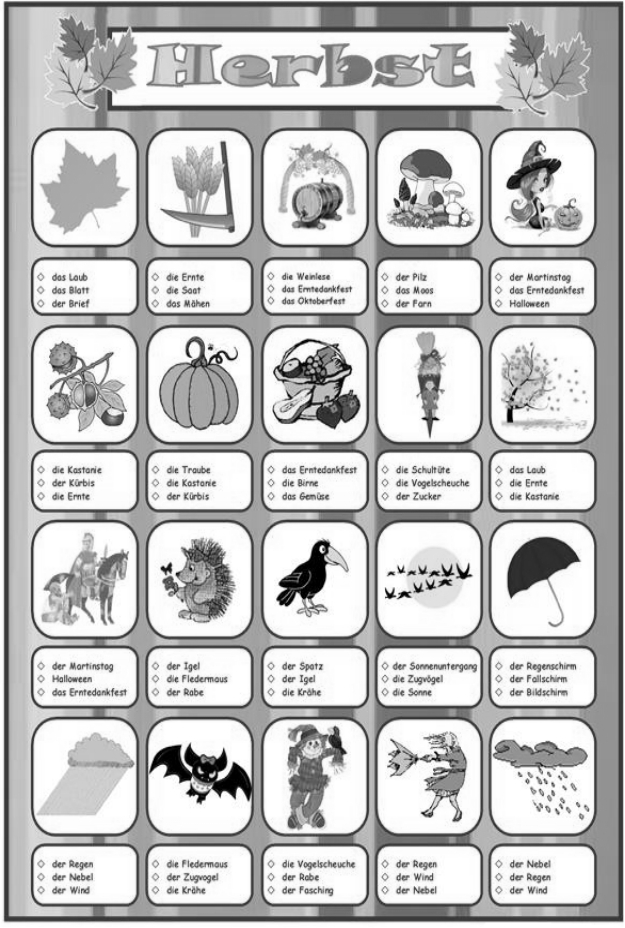 Herbst
◇ das Laub
◇ das Blatt
◇ der Brief
◇ die Ernte
◇ die Saat
◇ das Mähen
◇ die Weinlese
◇ das Erntedankfest
◇ das Oktoberfest
◇ der Pilz
◇ das Moos
◇ der Farn
◇ der Martinstag
◇ das Erntedankfest
◇ Halloween
◇ die Kastanie
◇ der Kürbis
◇ die Ernte
◇ die Traube
◇ die Kastanie
◇ der Kürbis
◇ das Erntedankfest
◇ die Birne
◇ das Gemüse
◇ die Schultüte
◇ die Vogelscheuche
◇ der Zucker
◇ das Laub
◇ die Ernte
◇ die Kastanie
◇ der Martinstag
◇ Halloween
◇ das Erntedankfest
◇ der Igel
◇ die Fledermaus
◇ der Rabe
◇ der Spatz
◇ der Igel
◇ die Krähe
◇ der Sonnenuntergang
◇ die Zugvögel
◇ die Sonne
◇ der Regenschirm
◇ der Fallschirm
◇ der Bildschirm
◇ der Regen
◇ der Nebel
◇ der Wind
◇ die Fledermaus
◇ der Zugvogel
◇ die Krähe
◇ die Vogelscheuche
◇ der Rabe
◇ der Fasching
◇ der Regen
◇ der Wind
◇ der Nebel
◇ der Nebel
◇ der Regen
◇ der Wind